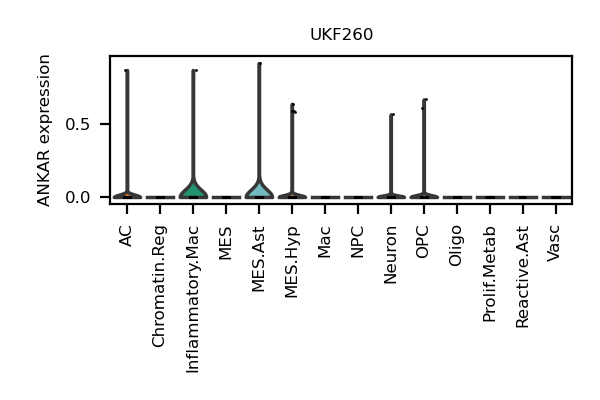 UKF260
ANKAR expression
0.5
0.0
AC
Chromatin.Reg
Inflammatory.Mac
MES
MES.Ast
MES.Hyp
Mac
NPC
Neuron
OPC
Oligo
Prolif.Metab
Reactive.Ast
Vasc